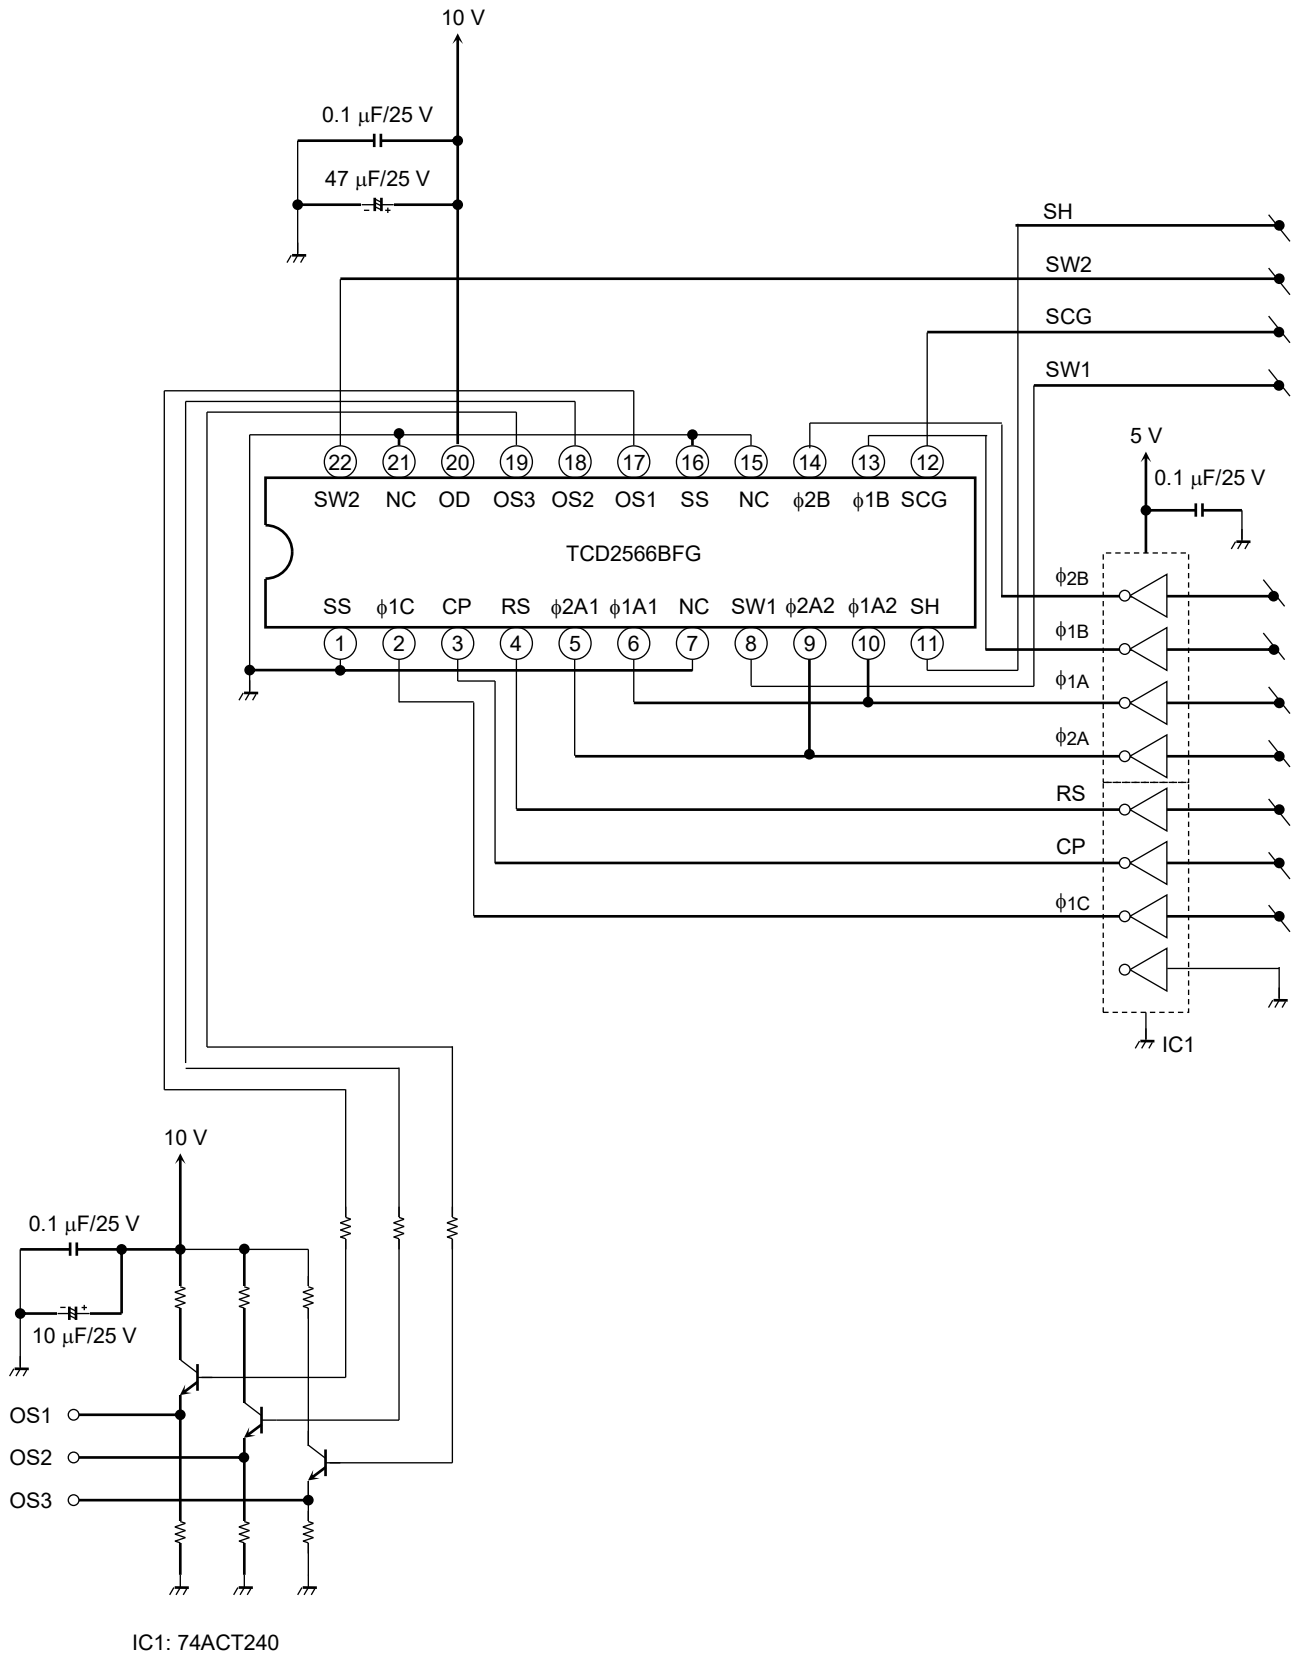 10 V
0.1 μF/25 V
47 μF/25 V
SH
SW2
SCG
SW1
5 V
0.1 μF/25 V
22 21 20 19 18 17 16 15 14 13 12
SW2 NC OD OS3 OS2 OS1 SS NC ϕ2B ϕ1B SCG
TCD2566BFG
SS ϕ1C CP RS ϕ2A1 ϕ1A1 NC SW1 ϕ2A2 ϕ1A2 SH
1 2 3 4 5 6 7 8 9 10 11
ϕ2B
ϕ1B
ϕ1A
ϕ2A
RS
CP
ϕ1C
IC1
10 V
0.1 μF/25 V
10 μF/25 V
OS1
OS2
OS3
IC1: 74ACT240